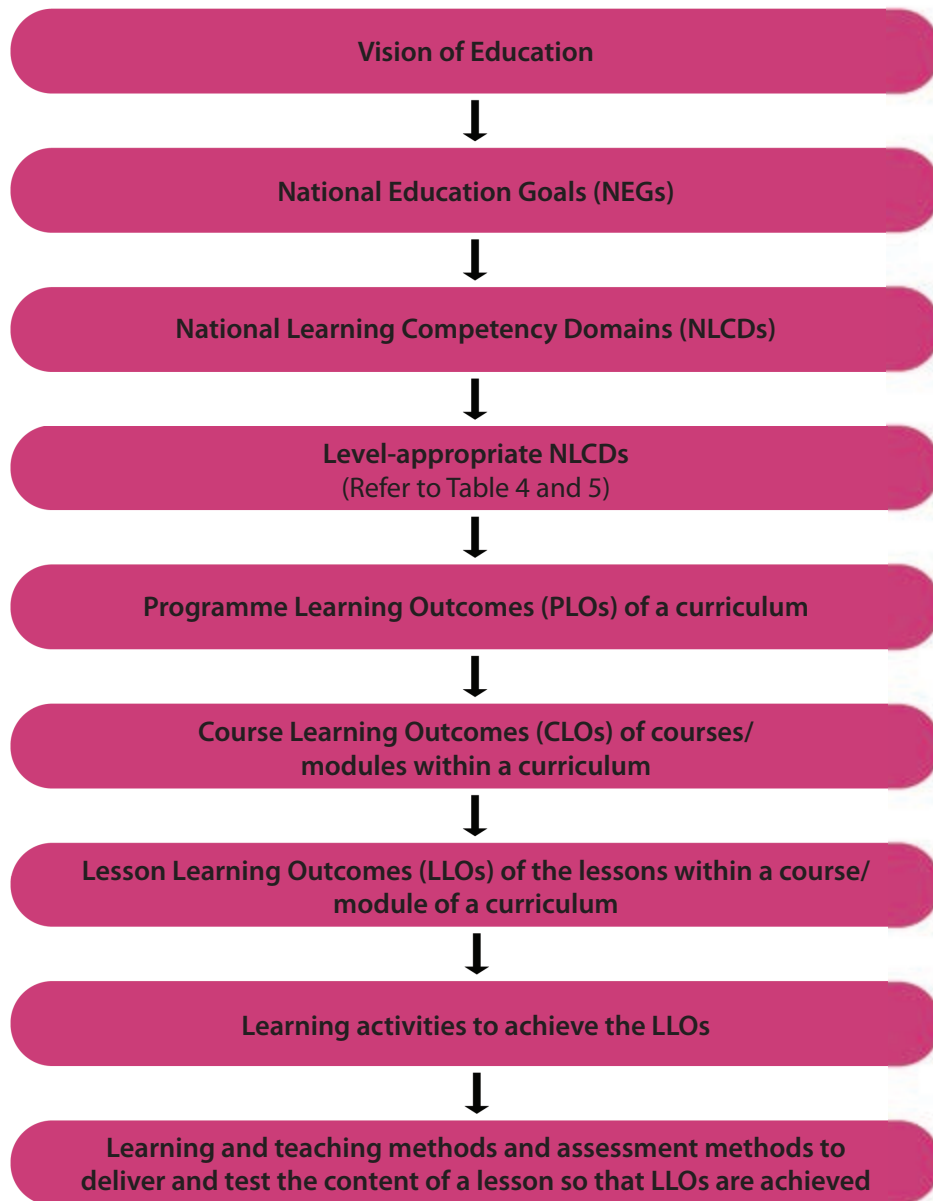 Vision of Education
National Education Goals (NEGs)
National Learning Competency Domains (NLCDs)
Level-appropriate NLCDs
(Refer to Table 4 and 5)
Programme Learning Outcomes (PLOs) of a curriculum
Course Learning Outcomes (CLOs) of courses/
modules within a curriculum
Lesson Learning Outcomes (LLOs) of the lessons within a course/
module of a curriculum
Learning activities to achieve the LLOs
Learning and teaching methods and assessment methods to
deliver and test the content of a lesson so that LLOs are achieved